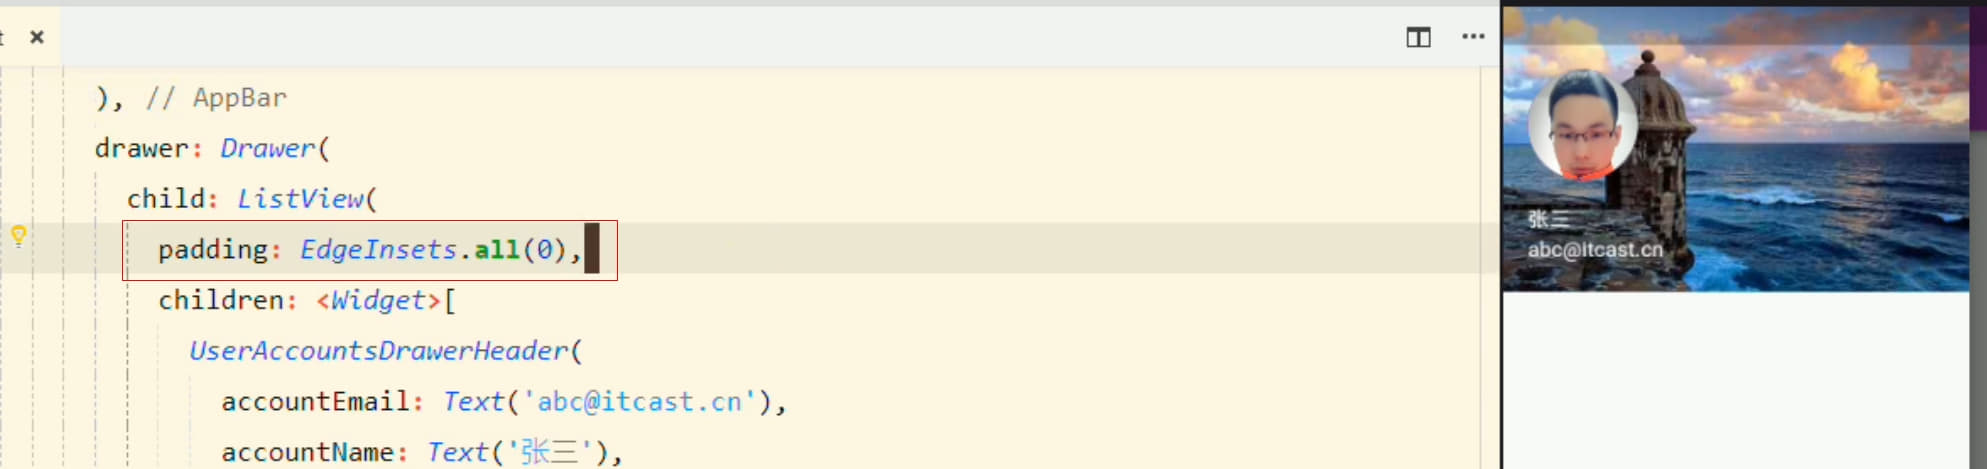 ), // AppBar
drawer: Drawer(
child: ListView(
padding: EdgeInsets.all(0),
children: <Widget>[
UserAccountsDrawerHeader(
accountEmail: Text('abc@itcast.cn'),
accountName: Text('张三'),
张三
abc@itcast.cn